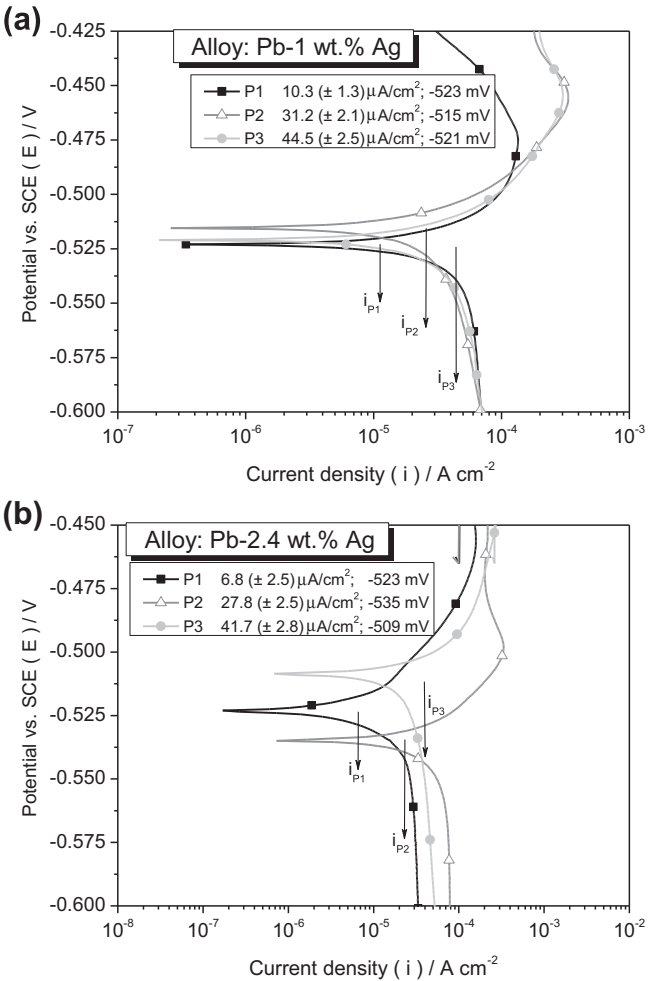 (a)
Alloy: Pb-1 wt.% Ag
P1 10.3 (± 1.3) μA/cm²; -523 mV
P2 31.2 (± 2.1) μA/cm²; -515 mV
P3 44.5 (± 2.5) μA/cm²; -521 mV
Potential vs. SCE ( E ) / V
-0.425
-0.450
-0.475
-0.500
-0.525
-0.550
-0.575
-0.600
iP1
iP2
iP3
10⁻⁷ 10⁻⁶ 10⁻⁵ 10⁻⁴ 10⁻³
Current density ( i ) / A cm⁻²
(b)
Alloy: Pb-2.4 wt.% Ag
P1 6.8 (± 2.5) μA/cm²; -523 mV
P2 27.8 (± 2.5) μA/cm²; -535 mV
P3 41.7 (± 2.8) μA/cm²; -509 mV
Potential vs. SCE ( E ) / V
-0.450
-0.475
-0.500
-0.525
-0.550
-0.575
-0.600
iP3
iP1
iP2
10⁻⁸ 10⁻⁷ 10⁻⁶ 10⁻⁵ 10⁻⁴ 10⁻³ 10⁻²
Current density ( i ) / A cm⁻²